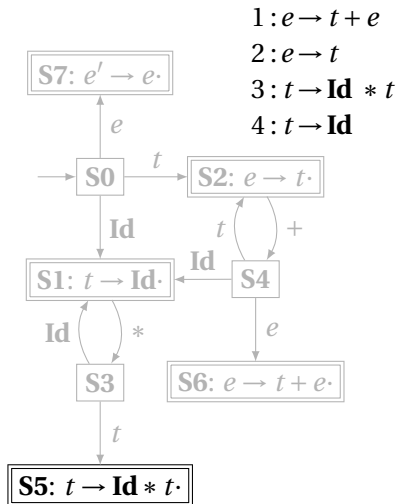 1 : e → t + e
2 : e → t
3 : t → Id * t
4 : t → Id
S7: e′ → e·
e
S0
t
S2: e → t·
Id
t
+
S1: t → Id·
Id
S4
Id
*
e
S3
S6: e → t + e·
t
S5: t → Id * t·